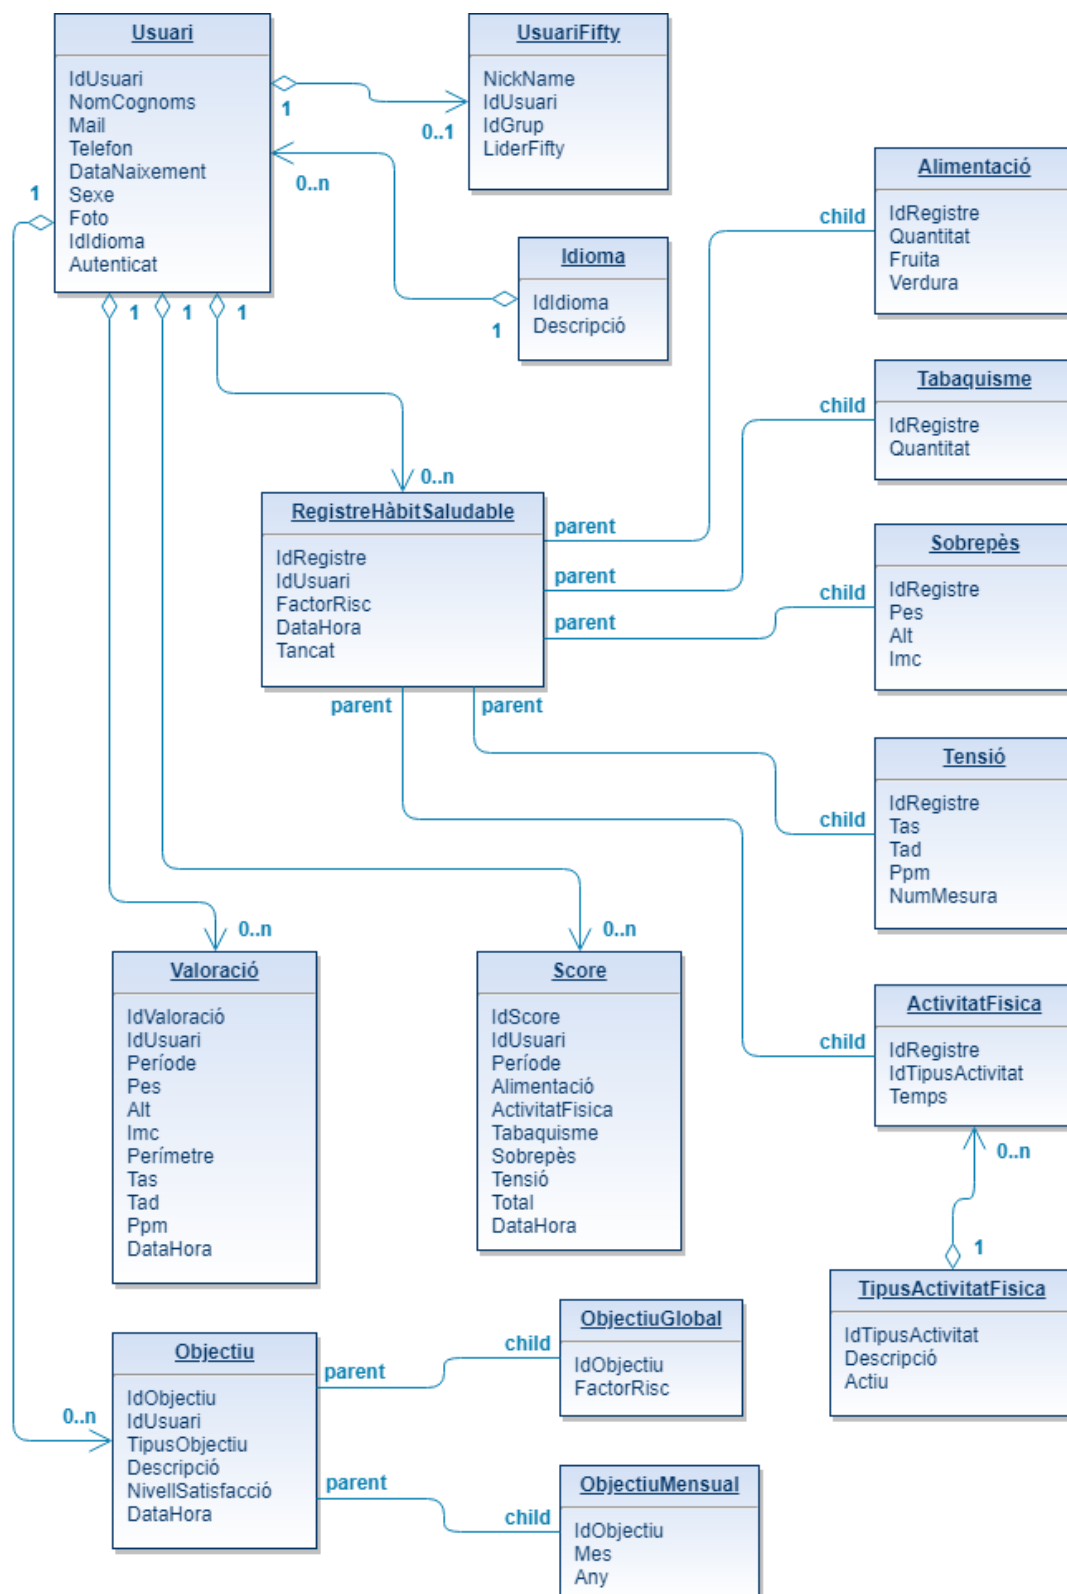 Usuari
IdUsuari
NomCognoms
Mail
Telefon
DataNaixement
Sexe
Foto
IdIdioma
Autenticat
1
0..1
UsuariFifty
NickName
IdUsuari
IdGrup
LiderFifty
0..n
1
Idioma
IdIdioma
Descripció
1
1
1
1
0..n
RegistreHàbitSaludable
IdRegistre
IdUsuari
FactorRisc
DataHora
Tancat
parent
parent
parent
parent
parent
child
Alimentació
IdRegistre
Quantitat
Fruita
Verdura
child
Tabaquisme
IdRegistre
Quantitat
child
Sobrepès
IdRegistre
Pes
Alt
Imc
child
Tensió
IdRegistre
Tas
Tad
Ppm
NumMesura
child
ActivitatFisica
IdRegistre
IdTipusActivitat
Temps
0..n
1
TipusActivitatFisica
IdTipusActivitat
Descripció
Actiu
0..n
Valoració
IdValoració
IdUsuari
Període
Pes
Alt
Imc
Perímetre
Tas
Tad
Ppm
DataHora
0..n
Score
IdScore
IdUsuari
Període
Alimentació
ActivitatFisica
Tabaquisme
Sobrepès
Tensió
Total
DataHora
0..n
Objectiu
IdObjectiu
IdUsuari
TipusObjectiu
Descripció
NivellSatisfacció
DataHora
parent
child
ObjectiuGlobal
IdObjectiu
FactorRisc
parent
child
ObjectiuMensual
IdObjectiu
Mes
Any